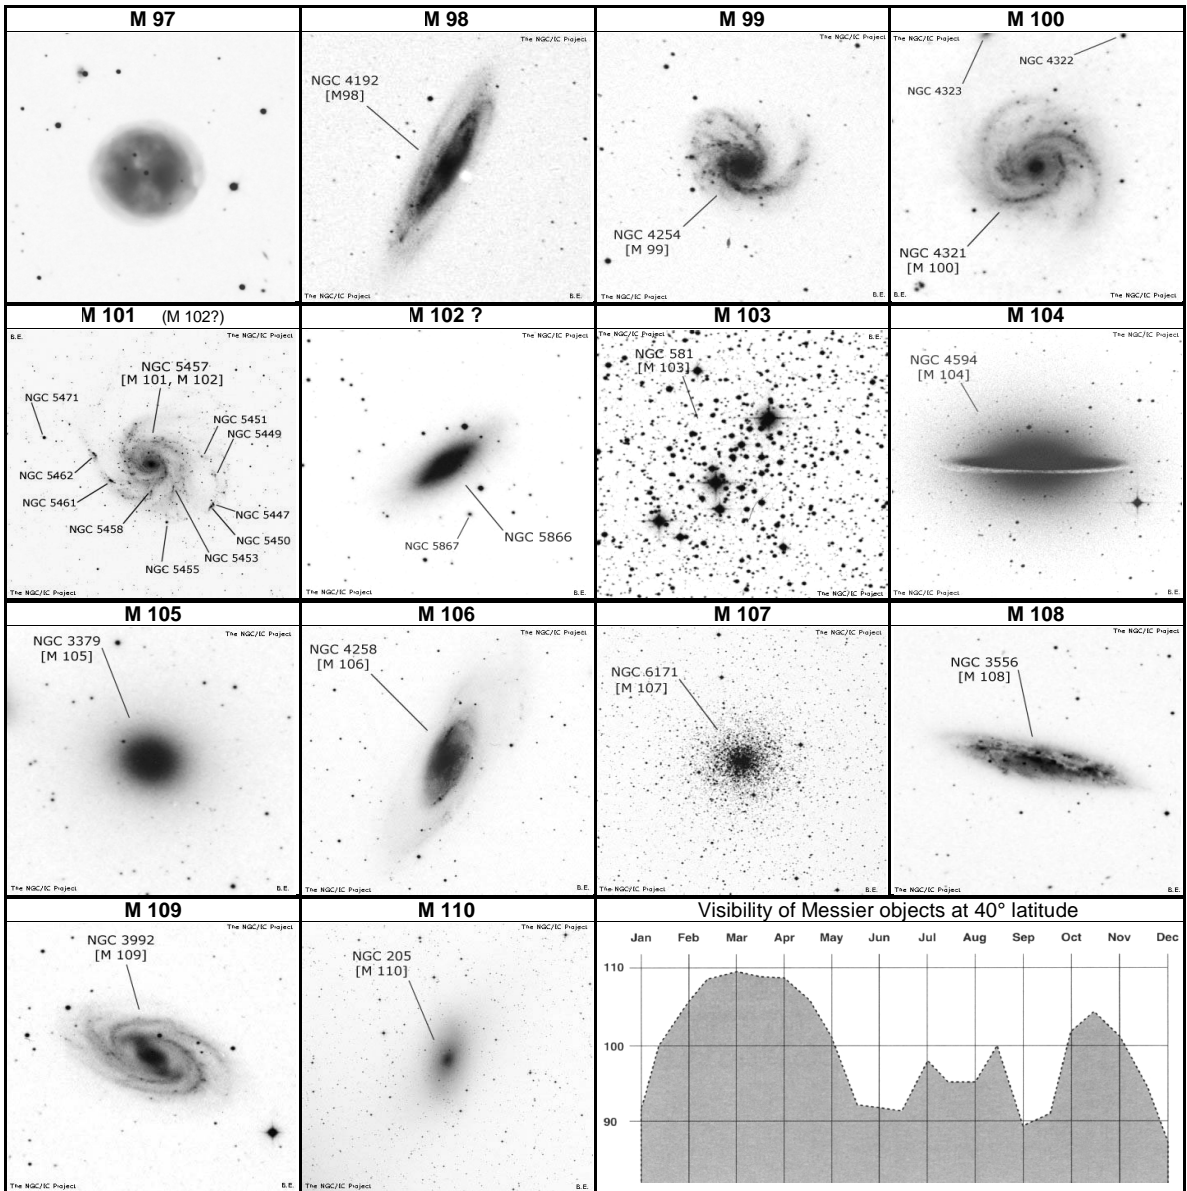 M 97
M 98
M 99
M 100
The NGC/IC Project
NGC 4192
[M98]
The NGC/IC Project
B.E.
The NGC/IC Project
NGC 4254
[M 99]
The NGC/IC Project
B.E.
The NGC/IC Project
NGC 4322
NGC 4323
NGC 4321
[M 100]
B.E.
The NGC/IC Project
M 101 (M 102?)
M 102 ?
M 103
M 104
B.E.
The NGC/IC Project
NGC 5457
[M 101, M 102]
NGC 5471
NGC 5451
NGC 5449
NGC 5462
NGC 5461
NGC 5447
NGC 5458
NGC 5450
NGC 5453
NGC 5455
The NGC/IC Project
The NGC/IC Project
NGC 5867
NGC 5866
The NGC/IC Project
B.E.
The NGC/IC Project
NGC 581
[M 103]
B.E.
The NGC/IC Project
The NGC/IC Project
NGC 4594
[M 104]
The NGC/IC Project
B.E.
M 105
M 106
M 107
M 108
The NGC/IC Project
NGC 3379
[M 105]
The NGC/IC Project
B.E.
The NGC/IC Project
NGC 4258
[M 106]
The NGC/IC Project
B.E.
The NGC/IC Project
NGC 6171
[M 107]
The NGC/IC Project
B.E.
The NGC/IC Project
NGC 3556
[M 108]
The NGC/IC Project
B.E.
M 109
M 110
Visibility of Messier objects at 40° latitude
The NGC/IC Project
NGC 3992
[M 109]
The NGC/IC Project
B.E.
The NGC/IC Project
NGC 205
[M 110]
The NGC/IC Project
B.E.
Jan Feb Mar Apr May Jun Jul Aug Sep Oct Nov Dec
110
100
90